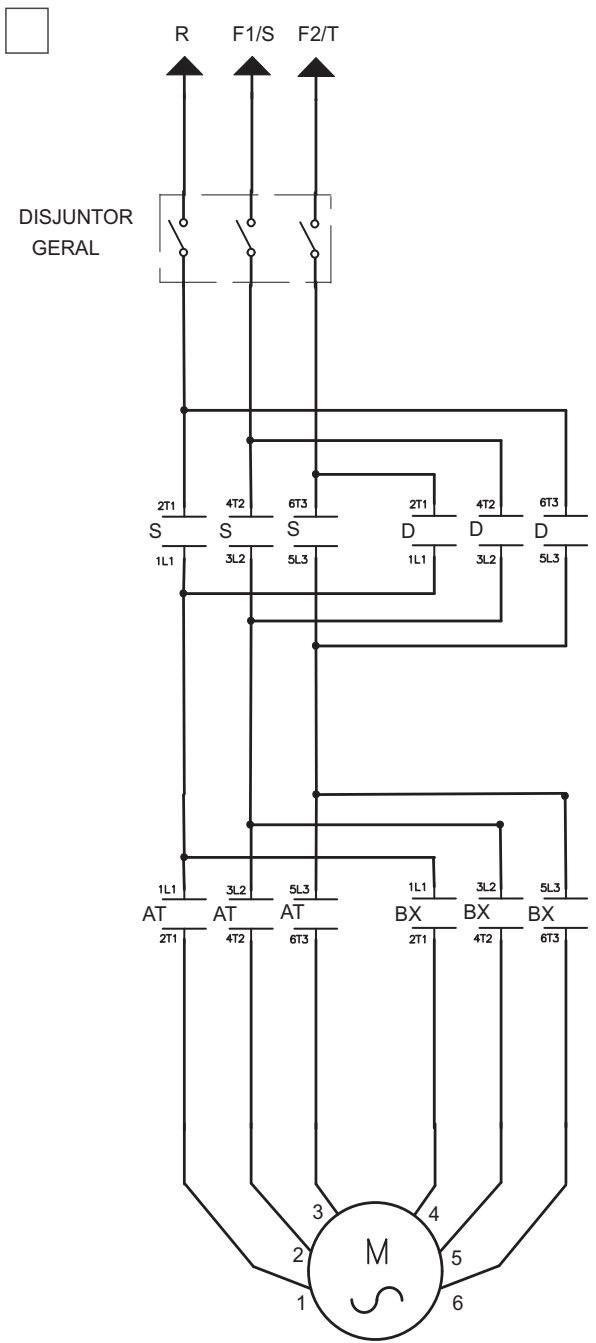 R F1/S F2/T
DISJUNTOR
GERAL
2T1 4T2 6T3 2T1 4T2 6T3
S S S D D D
1L1 3L2 5L3 1L1 3L2 5L3
1L1 3L2 5L3 1L1 3L2 5L3
AT AT AT BX BX BX
2T1 4T2 6T3 2T1 4T2 6T3
3 4
2 M 5
1 6